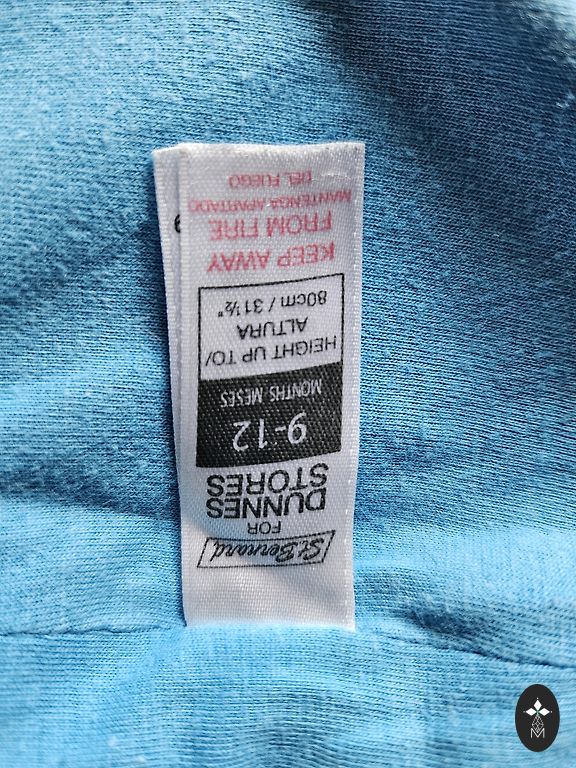 St. Bernard
FOR
DUNNES
STORES
9-12
MONTHS MESES
HEIGHT UP TO/
ALTURA
80cm / 31½"
KEEP AWAY
FROM FIRE
MANTENGA APARTADO
DEL FUEGO